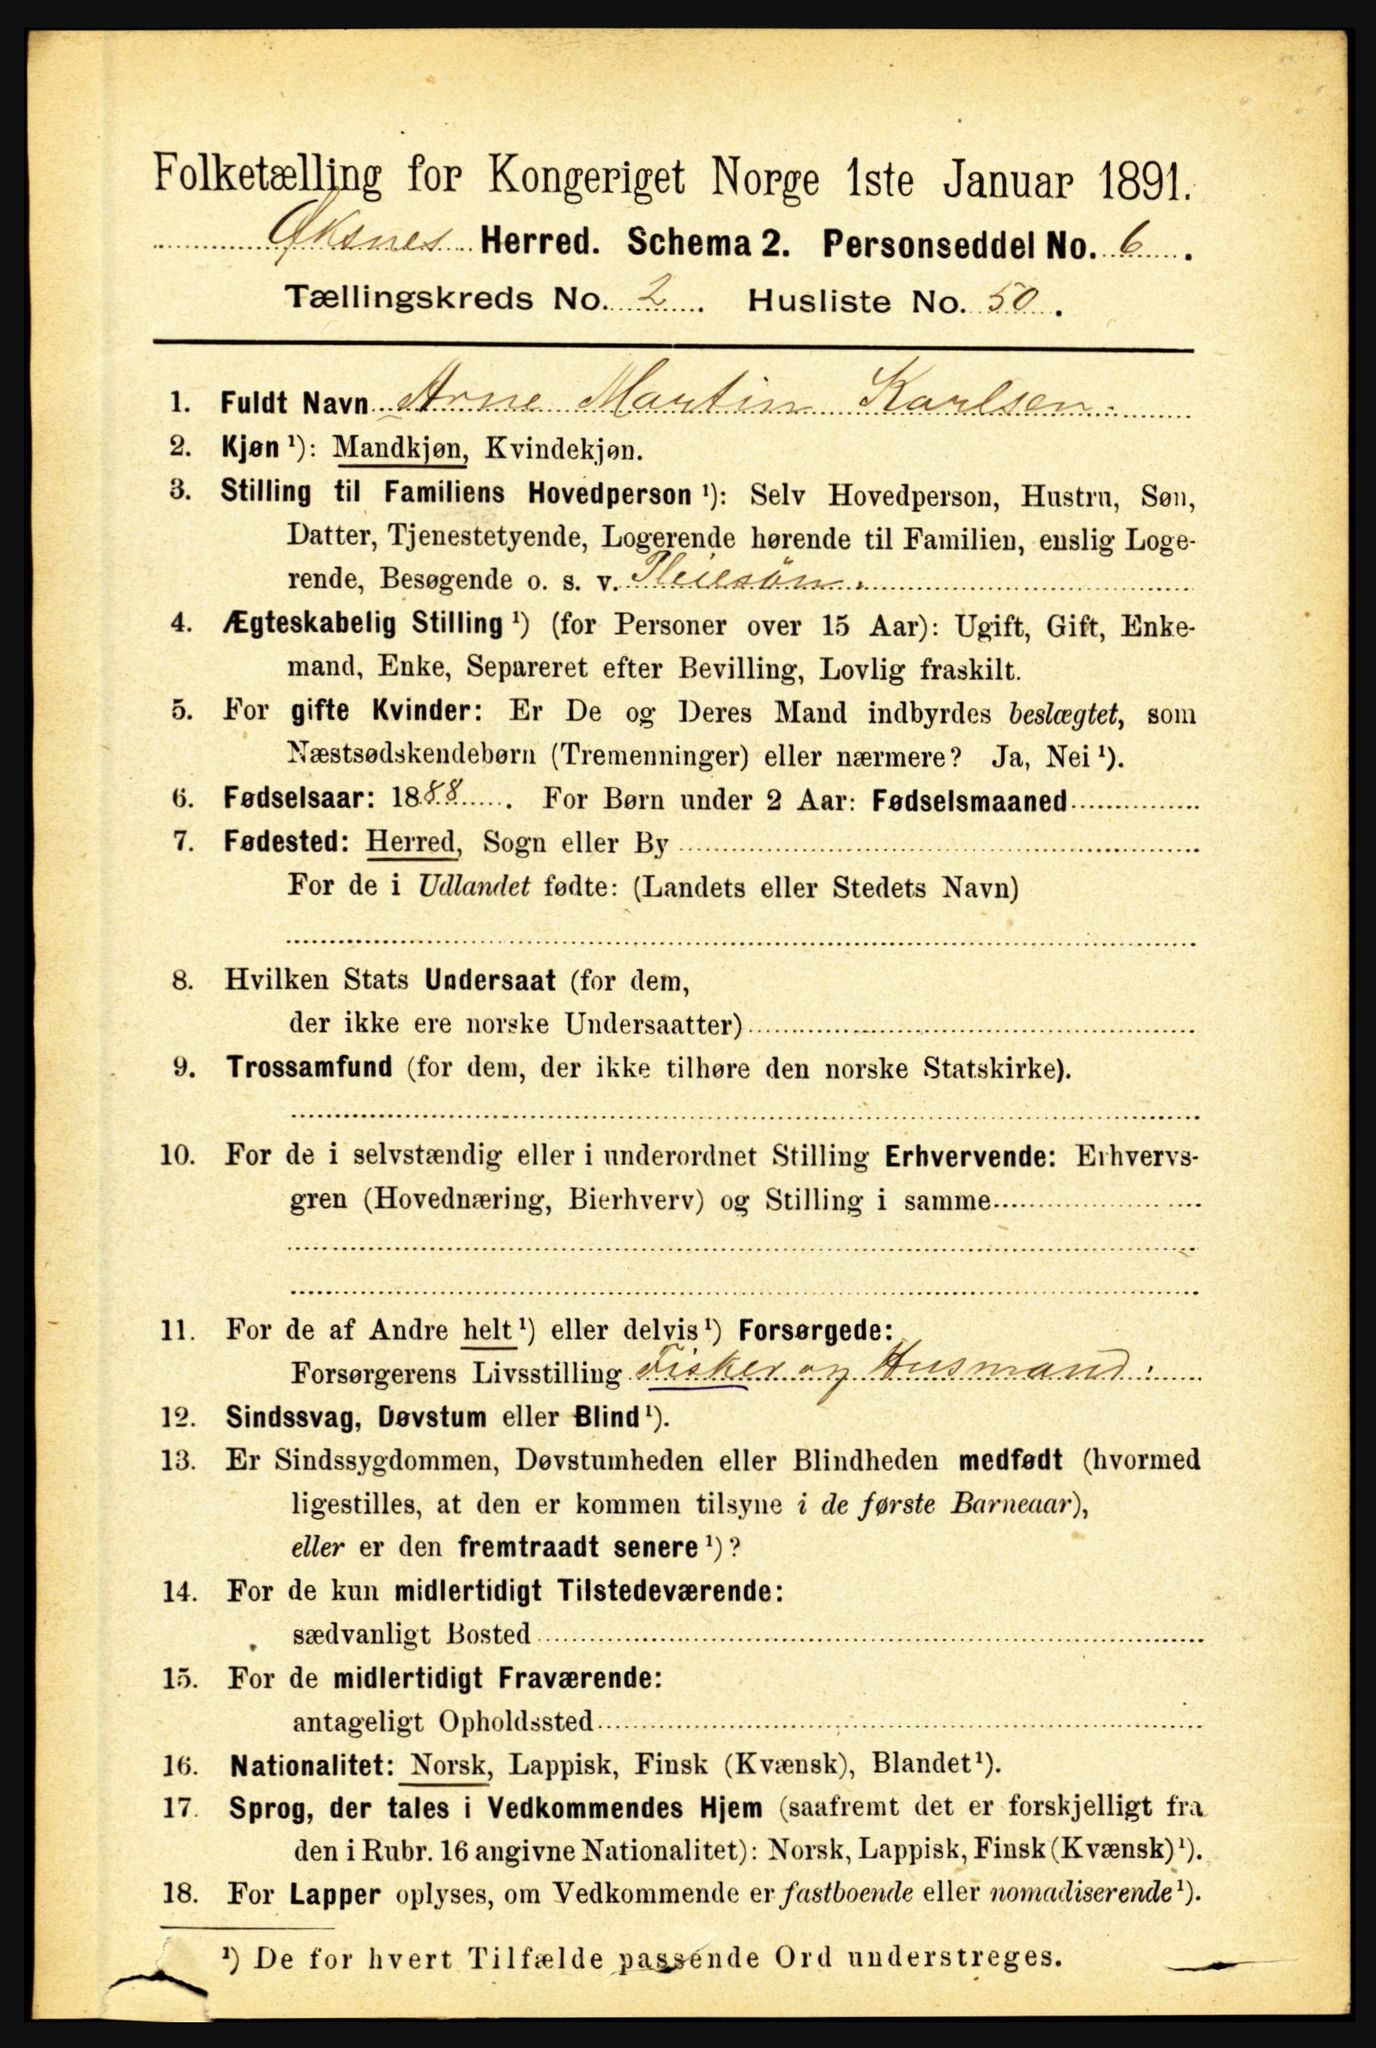 Folketælling for Kongeriget Norge 1ste Januar 1891.
Øksnes Herred. Schema 2. Personseddel No. 6.
Tællingskreds No. 2. Husliste No. 50.
1. Fuldt Navn Arne Martin Karlsen.
2. Kjøn ¹): Mandkjøn, Kvindekjøn.
3. Stilling til Familiens Hovedperson ¹): Selv Hovedperson, Hustru, Søn,
Datter, Tjenestetyende, Logerende hørende til Familien, enslig Loge-
rende, Besøgende o. s. v. Pleiesøn.
4. Ægteskabelig Stilling ¹) (for Personer over 15 Aar): Ugift, Gift, Enke-
mand, Enke, Separeret efter Bevilling, Lovlig fraskilt.
5. For gifte Kvinder: Er De og Deres Mand indbyrdes beslægtet, som
Næstsødskendebørn (Tremenninger) eller nærmere? Ja, Nei ¹).
6. Fødselsaar: 1888. For Børn under 2 Aar: Fødselsmaaned
7. Fødested: Herred, Sogn eller By
For de i Udlandet fødte: (Landets eller Stedets Navn)
8. Hvilken Stats Undersaat (for dem,
der ikke ere norske Undersaatter)
9. Trossamfund (for dem, der ikke tilhøre den norske Statskirke).
10. For de i selvstændig eller i underordnet Stilling Erhvervende: Erhvervs-
gren (Hovednæring, Bierhverv) og Stilling i samme
11. For de af Andre helt ¹) eller delvis ¹) Forsørgede:
Forsørgerens Livsstilling Fisker og Husmand.
12. Sindssvag, Døvstum eller Blind ¹).
13. Er Sindssygdommen, Døvstumheden eller Blindheden medfødt (hvormed
ligestilles, at den er kommen tilsyne i de første Barneaar),
eller er den fremtraadt senere ¹)?
14. For de kun midlertidigt Tilstedeværende:
sædvanligt Bosted
15. For de midlertidigt Fraværende:
antageligt Opholdssted
16. Nationalitet: Norsk, Lappisk, Finsk (Kvænsk), Blandet ¹).
17. Sprog, der tales i Vedkommendes Hjem (saafremt det er forskjelligt fra
den i Rubr. 16 angivne Nationalitet): Norsk, Lappisk, Finsk (Kvænsk) ¹).
18. For Lapper oplyses, om Vedkommende er fastboende eller nomadiserende ¹).
¹) De for hvert Tilfælde passende Ord understreges.